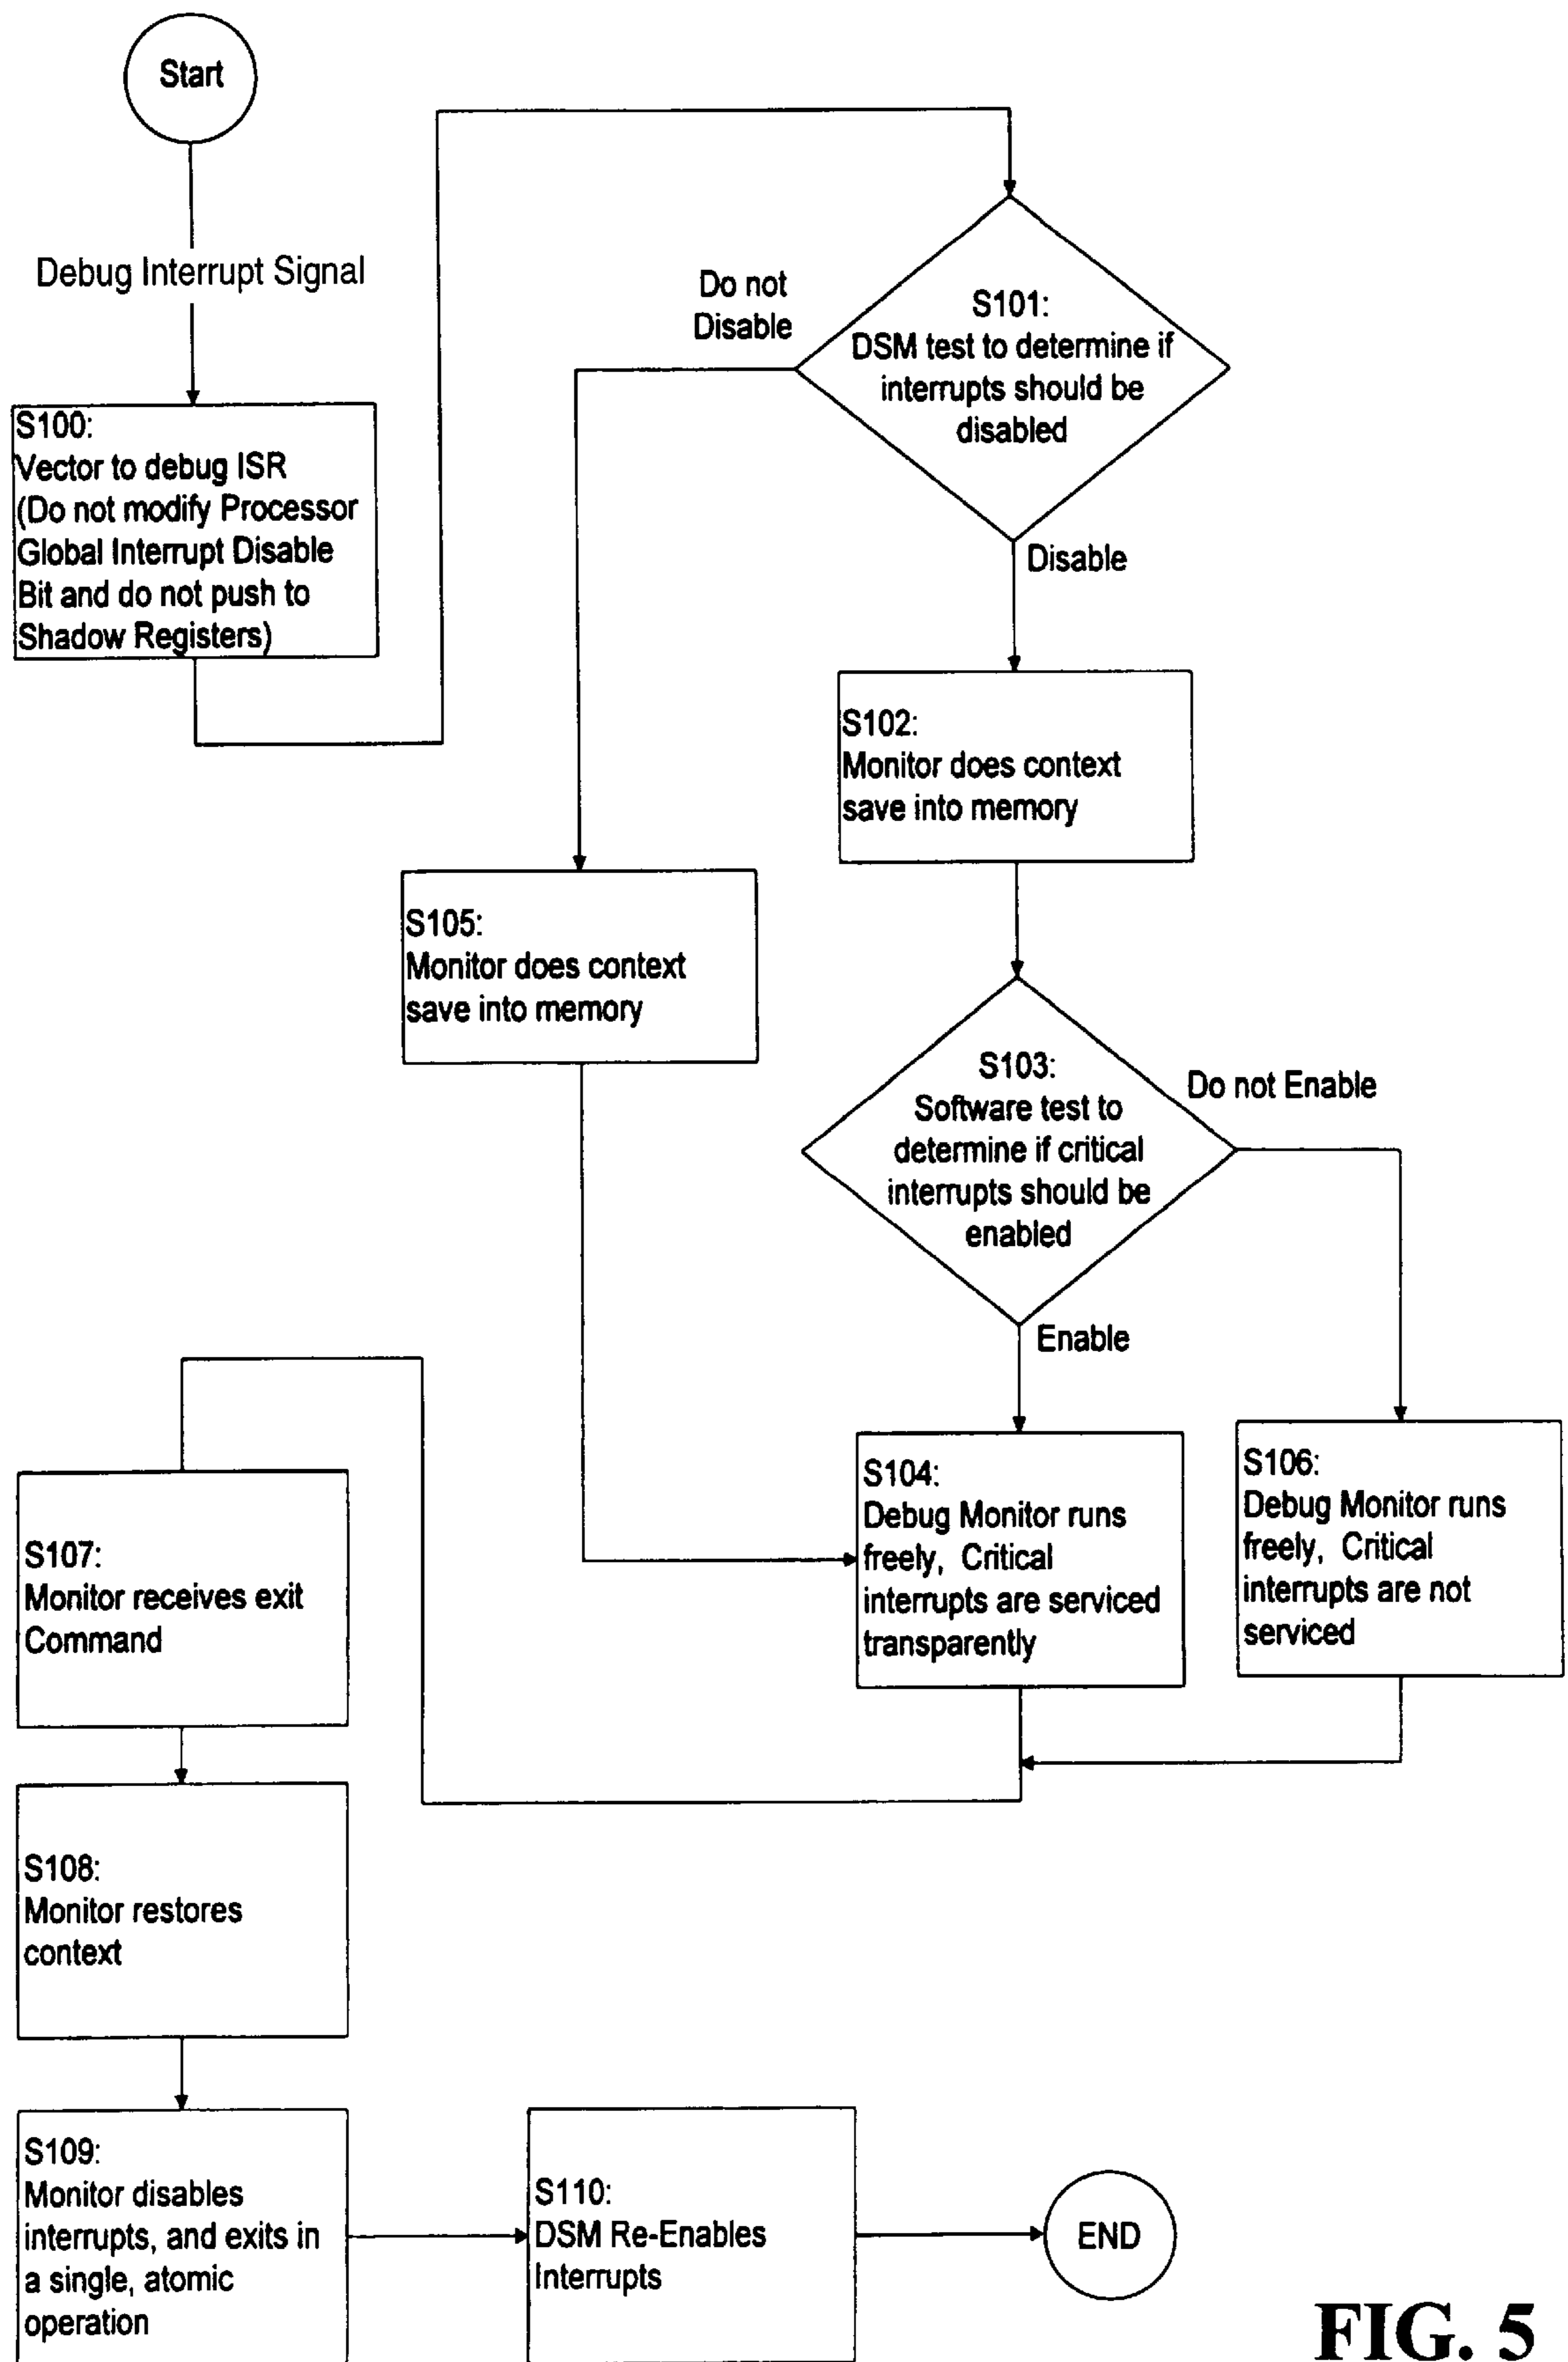 Start
Debug Interrupt Signal
S100:
Vector to debug ISR
(Do not modify Processor
Global Interrupt Disable
Bit and do not push to
Shadow Registers)
Do not
Disable
S101:
DSM test to determine if
interrupts should be
disabled
Disable
S102:
Monitor does context
save into memory
S105:
Monitor does context
save into memory
S103:
Software test to
determine if critical
interrupts should be
enabled
Do not Enable
Enable
S104:
Debug Monitor runs
freely, Critical
interrupts are serviced
transparently
S106:
Debug Monitor runs
freely, Critical
interrupts are not
serviced
S107:
Monitor receives exit
Command
S108:
Monitor restores
context
S109:
Monitor disables
interrupts, and exits in
a single, atomic
operation
S110:
DSM Re-Enables
Interrupts
END
FIG. 5